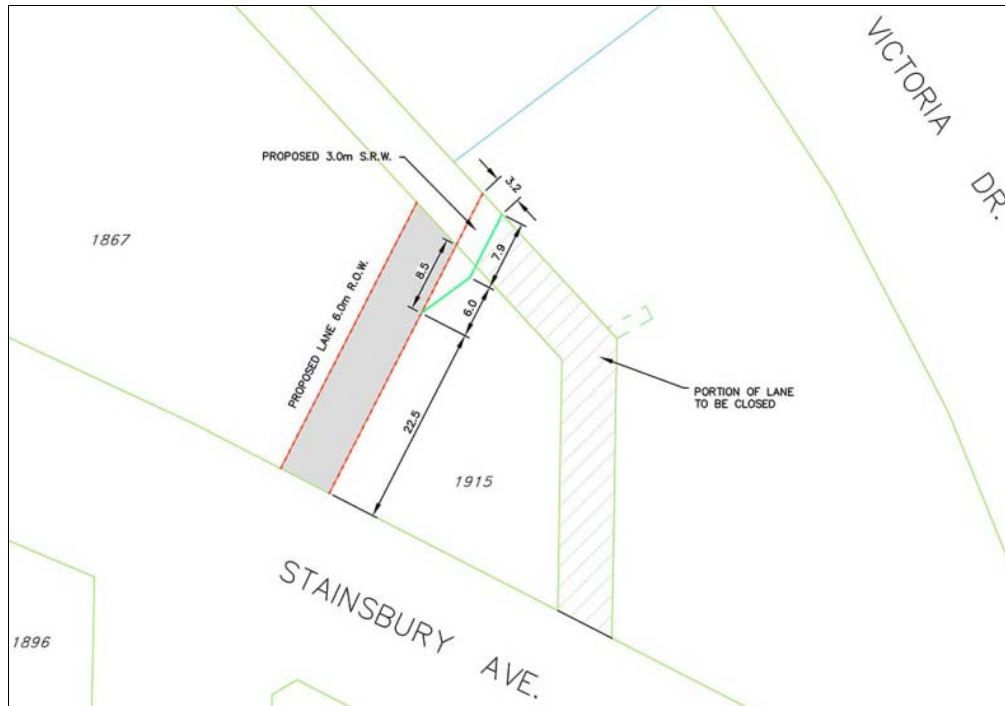 VICTORIA DR.
PROPOSED 3.0m S.R.W.
3.2
1867
7.9
8.5
PROPOSED LANE 6.0m R.O.W.
6.0
PORTION OF LANE
TO BE CLOSED
22.5
1915
STAINSBURY AVE.
1896